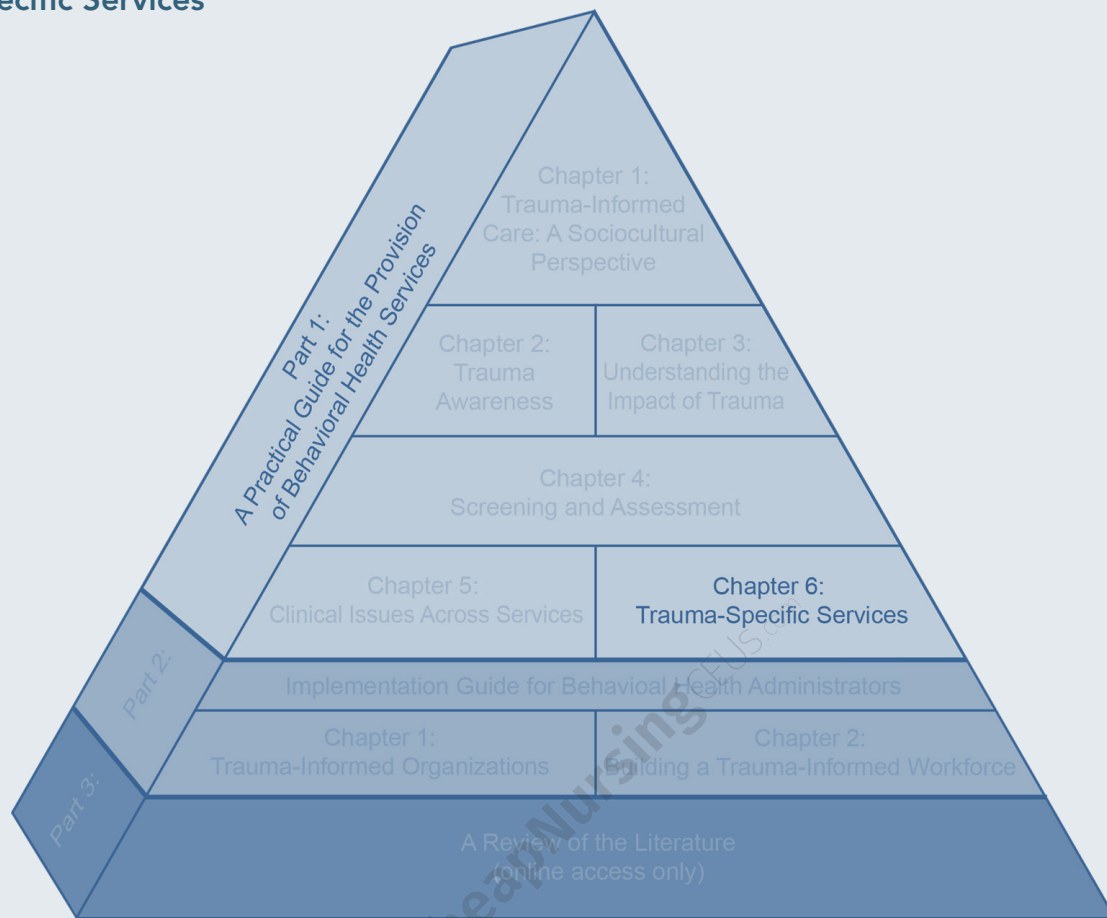 ecific Services
Chapter 1:
Trauma-Informed
Care: A Sociocultural
Perspective
Part 1:
A Practical Guide for the Provision
of Behavioral Health Services
Chapter 2:
Trauma
Awareness
Chapter 3:
Understanding the
Impact of Trauma
Chapter 4:
Screening and Assessment
Chapter 5:
Clinical Issues Across Services
Chapter 6:
Trauma-Specific Services
Part 2:
Implementation Guide for Behavioal Health Administrators
Chapter 1:
Trauma-Informed Organizations
Chapter 2:
Building a Trauma-Informed Workforce
Part 3:
A Review of the Literature
(online access only)
eapNursingCEUS.com